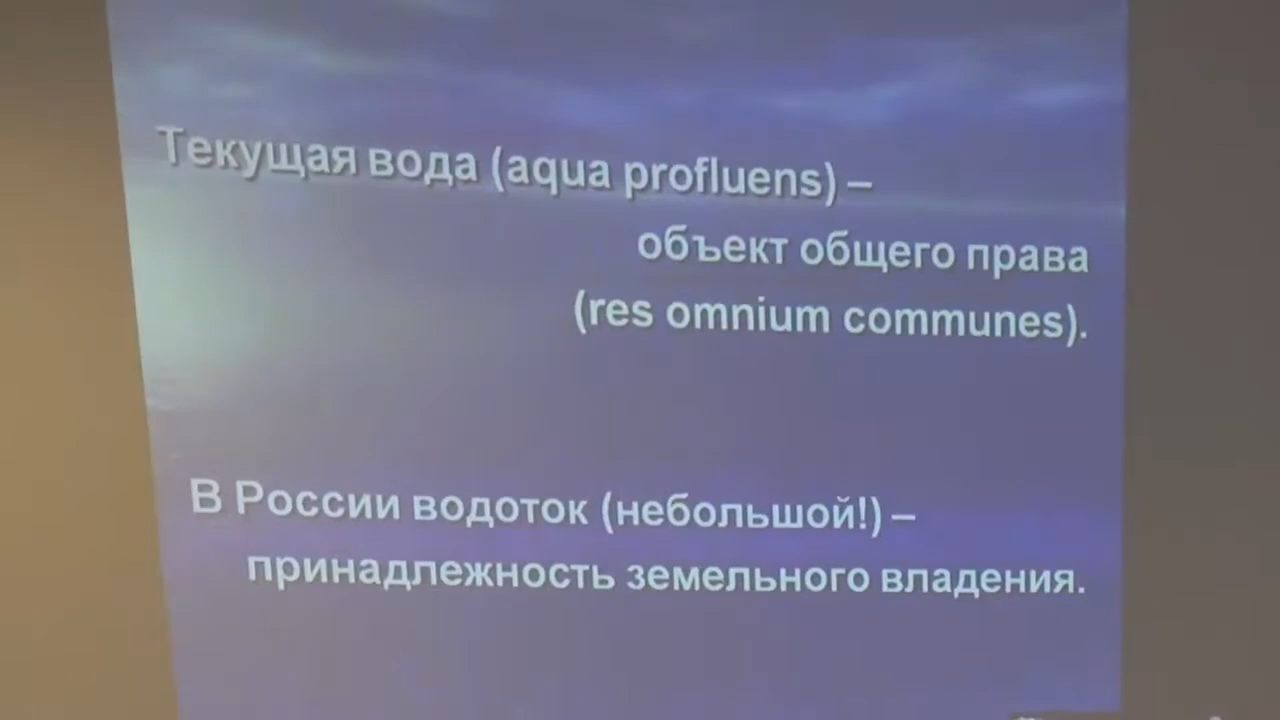 Текущая вода (aqua profluens) –
объект общего права
(res omnium communes).
В России водоток (небольшой!) –
принадлежность земельного владения.